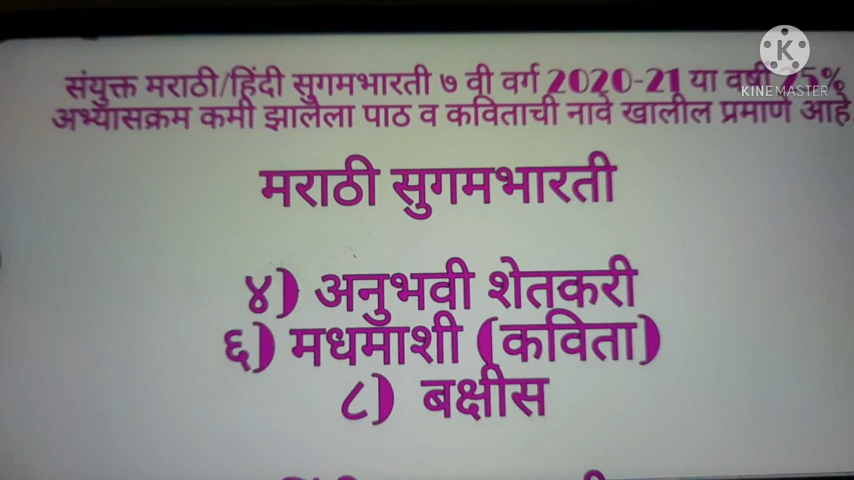 संयुक्त मराठी/हिंदी सुगमभारती ७ वी वर्ग 2020-21 या वर्षी 25%
अभ्यासक्रम कमी झालेला पाठ व कविताची नावे खालील प्रमाणे आहे
मराठी सुगमभारती
४) अनुभवी शेतकरी
६) मधमाशी (कविता)
८) बक्षीस
K
KINEMASTER